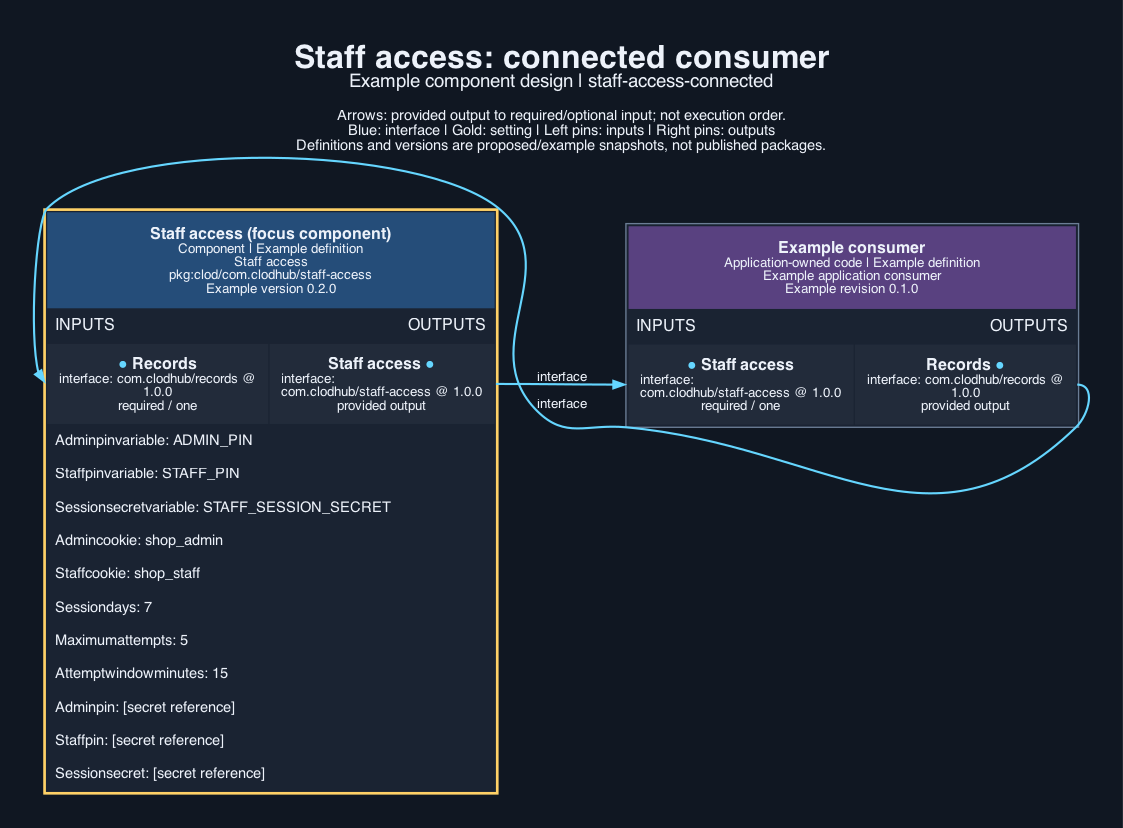 Staff access: connected consumer
Example component design | staff-access-connected
Arrows: provided output to required/optional input; not execution order.
Blue: interface | Gold: setting | Left pins: inputs | Right pins: outputs
Definitions and versions are proposed/example snapshots, not published packages.
Staff access (focus component)
Component | Example definition
Staff access
pkg:clod/com.clodhub/staff-access
Example version 0.2.0
INPUTS
OUTPUTS
Records
interface: com.clodhub/records @
1.0.0
required / one
Staff access
interface:
com.clodhub/staff-access @ 1.0.0
provided output
Adminpinvariable: ADMIN_PIN
Staffpinvariable: STAFF_PIN
Sessionsecretvariable: STAFF_SESSION_SECRET
Admincookie: shop_admin
Staffcookie: shop_staff
Sessiondays: 7
Maximumattempts: 5
Attemptwindowminutes: 15
Adminpin: [secret reference]
Staffpin: [secret reference]
Sessionsecret: [secret reference]
interface
interface
Example consumer
Application-owned code | Example definition
Example application consumer
Example revision 0.1.0
INPUTS
OUTPUTS
Staff access
interface:
com.clodhub/staff-access @ 1.0.0
required / one
Records
interface: com.clodhub/records @
1.0.0
provided output